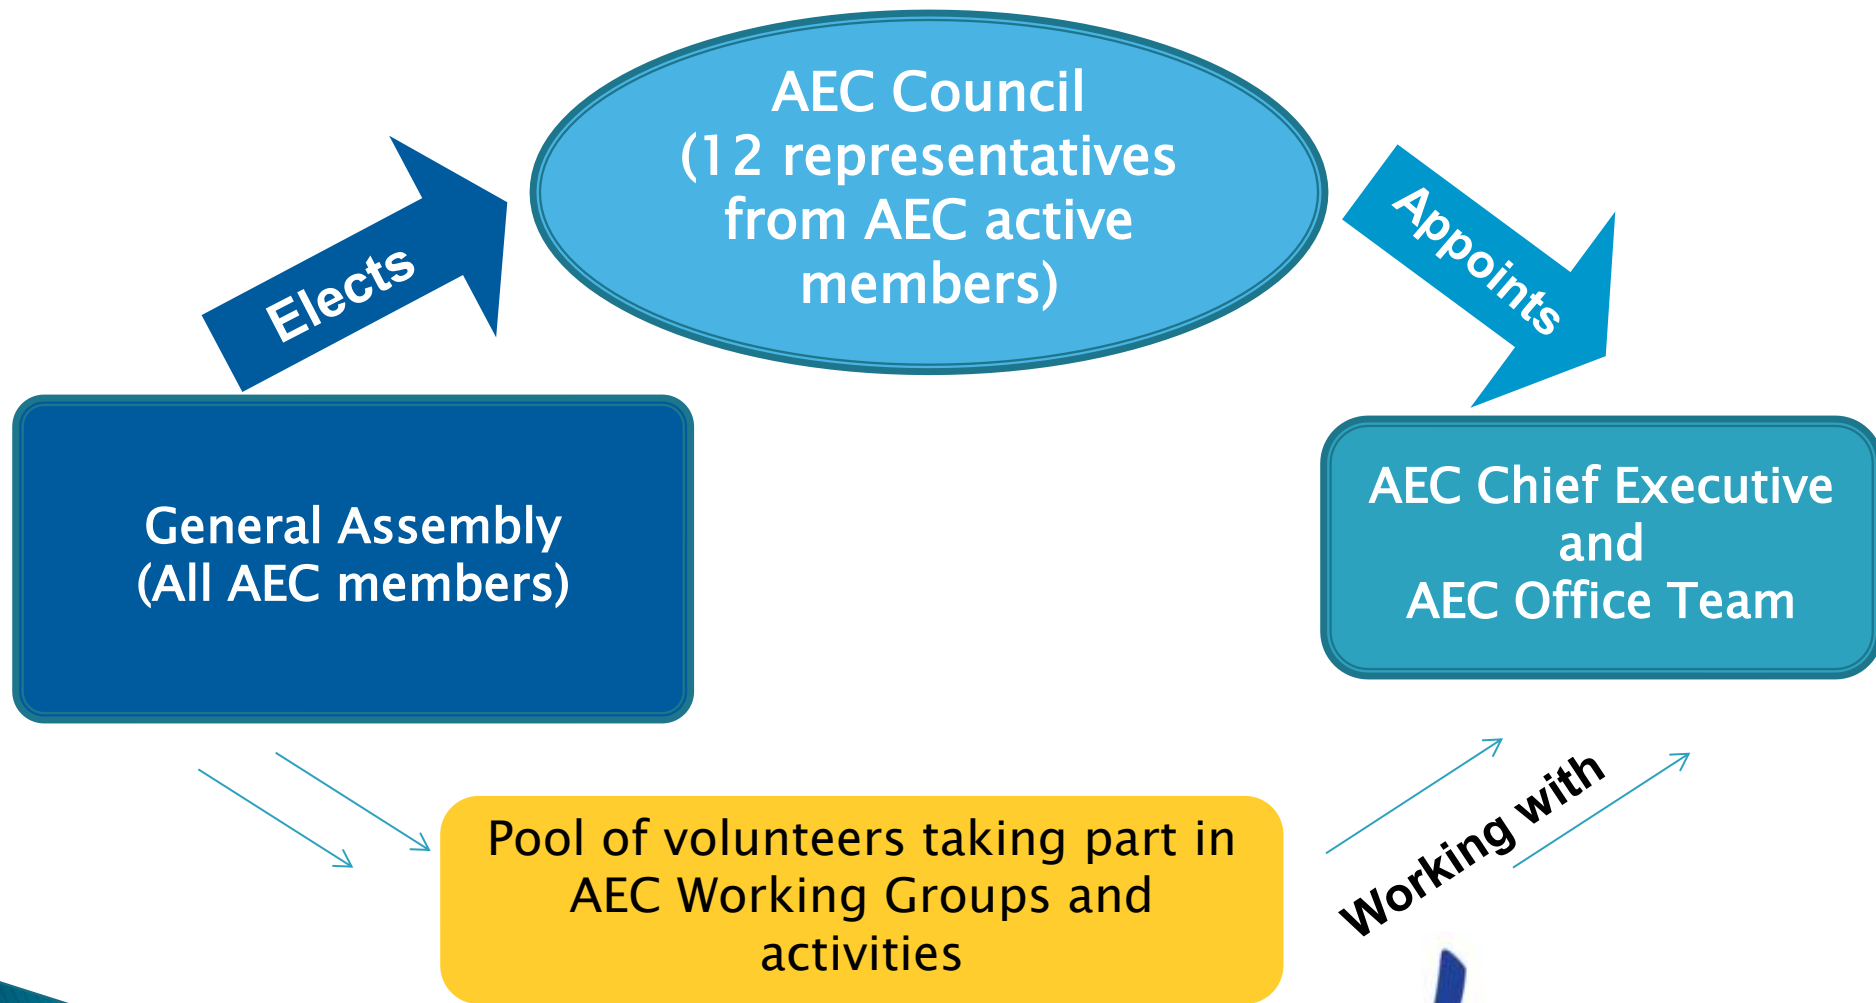 AEC Council
(12 representatives
from AEC active
members)
Elects
Appoints
General Assembly
(All AEC members)
AEC Chief Executive
and
AEC Office Team
Pool of volunteers taking part in
AEC Working Groups and
activities
Working with